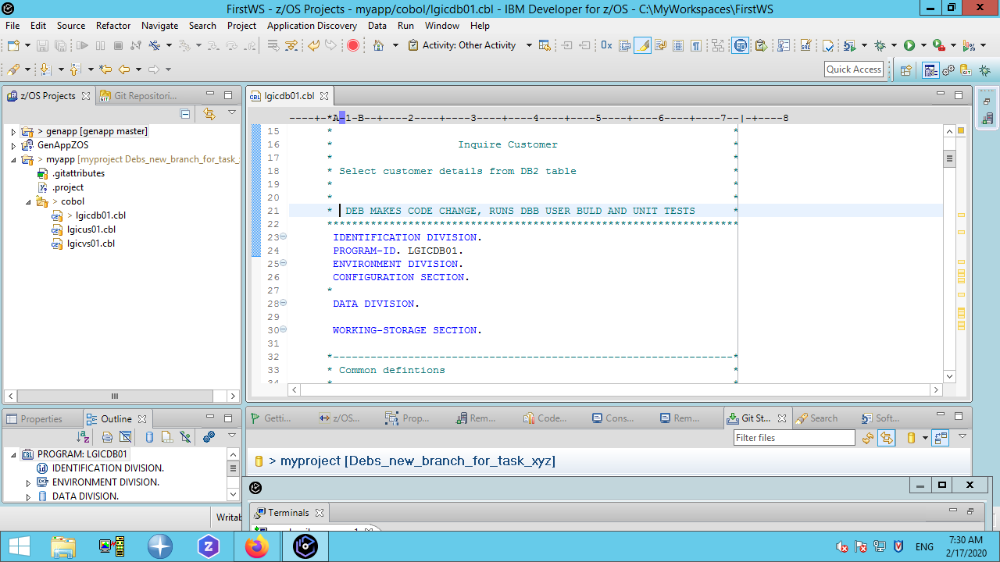 FirstWS - z/OS Projects - myapp/cobol/lgicdb01.cbl - IBM Developer for z/OS - C:\MyWorkspaces\FirstWS
File Edit Source Refactor Navigate Search Project Application Discovery Data Run Window Help
Activity: Other Activity
Quick Access
z/OS Projects
Git Repositori...
> genapp [genapp master]
GenAppZOS
> myapp [myproject Debs_new_branch_for_task_
.gitattributes
.project
> cobol
> lgicdb01.cbl
lgicus01.cbl
lgicvs01.cbl
lgicdb01.cbl
----+-*A-1-B--+----2----+----3----+----4----+----5----+----6----+----7--|-+----8
15 * *
16 * Inquire Customer *
17 * *
18 * Select customer details from DB2 table *
19 * *
20 * *
21 * DEB MAKES CODE CHANGE, RUNS DBB USER BULD AND UNIT TESTS *
22 ******************************************************************
23 IDENTIFICATION DIVISION.
24 PROGRAM-ID. LGICDB01.
25 ENVIRONMENT DIVISION.
26 CONFIGURATION SECTION.
27 *
28 DATA DIVISION.
29
30 WORKING-STORAGE SECTION.
31
32 *----------------------------------------------------------------*
33 * Common defintions *
34 * *
Properties
Outline
PROGRAM: LGICDB01
IDENTIFICATION DIVISION.
ENVIRONMENT DIVISION.
DATA DIVISION.
Getti...
z/OS...
Prop...
Rem...
Code...
Cons...
Rem...
Git St...
Search
Soft...
Filter files
> myproject [Debs_new_branch_for_task_xyz]
Writab
Terminals
ENG
7:30 AM
2/17/2020